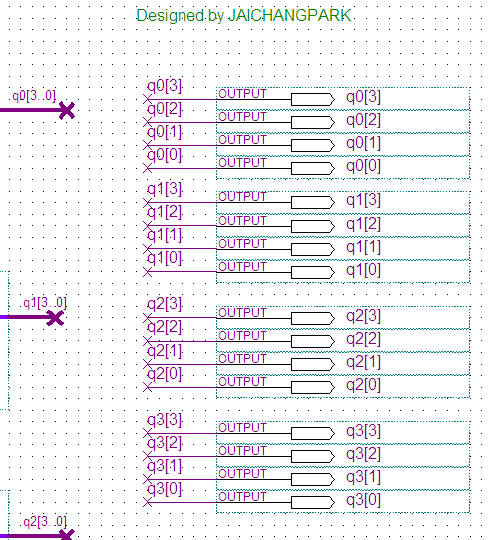 Designed by JAICHANGPARK
q0[3..0]
q0[3] OUTPUT q0[3]
q0[2] OUTPUT q0[2]
q0[1] OUTPUT q0[1]
q0[0] OUTPUT q0[0]
q1[3] OUTPUT q1[3]
q1[2] OUTPUT q1[2]
q1[1] OUTPUT q1[1]
q1[0] OUTPUT q1[0]
q1[3..0]
q2[3] OUTPUT q2[3]
q2[2] OUTPUT q2[2]
q2[1] OUTPUT q2[1]
q2[0] OUTPUT q2[0]
q3[3] OUTPUT q3[3]
q3[2] OUTPUT q3[2]
q3[1] OUTPUT q3[1]
q3[0] OUTPUT q3[0]
q2[3..0]